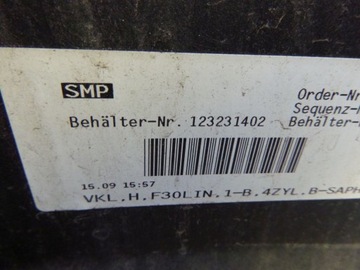 SMP
Order-Nr
Sequenz-N
Behälter-Nr. 123231402 Behälter-
15.09 15:57
VKL.H.F30LIN.1-B.4ZYL.B-SAPH